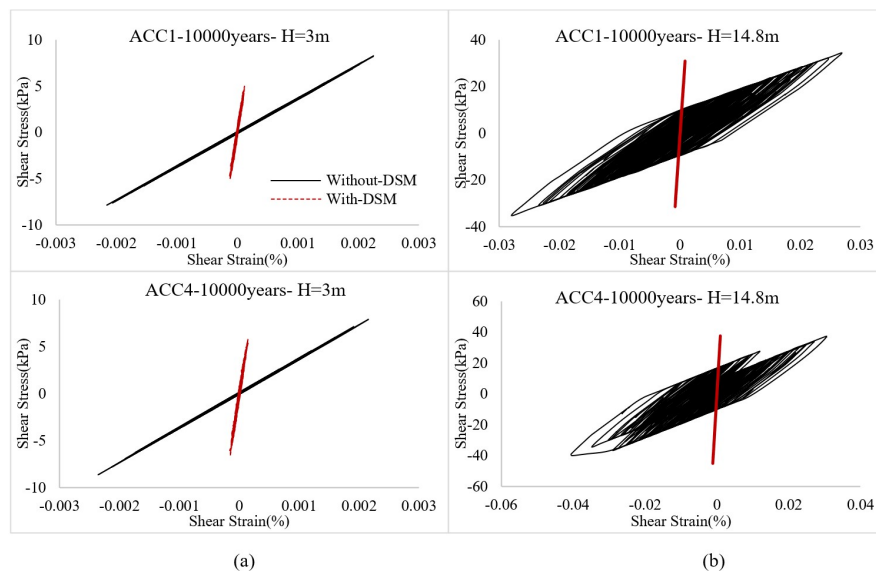 ACC1-10000years- H=3m
10
5
0
-5
-10
Shear Stress(kPa)
Without-DSM
With-DSM
-0.003 -0.002 -0.001 0 0.001 0.002 0.003
Shear Strain(%)
ACC1-10000years- H=14.8m
40
20
0
-20
-40
Shear Stress(kPa)
-0.03 -0.02 -0.01 0 0.01 0.02 0.03
Shear Strain(%)
ACC4-10000years- H=3m
10
5
0
-5
-10
Shear Stress(kPa)
-0.003 -0.002 -0.001 0 0.001 0.002 0.003
Shear Strain(%)
ACC4-10000years- H=14.8m
60
40
20
0
-20
-40
-60
Shear Stress(kPa)
-0.06 -0.04 -0.02 0 0.02 0.04
Shear Strain(%)
(a) (b)